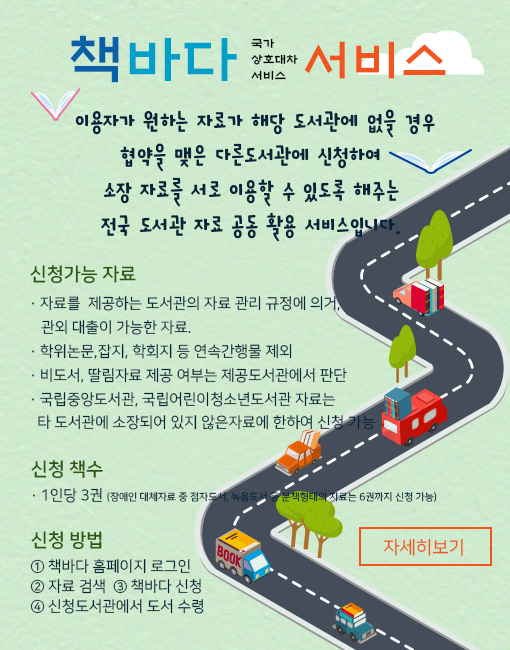 책바다 국가 상호대차 서비스 서비스
이용자가 원하는 자료가 해당 도서관에 없을 경우
협약을 맺은 다른도서관에 신청하여
소장 자료를 서로 이용할 수 있도록 해주는
전국 도서관 자료 공동 활용 서비스입니다.
신청가능 자료
· 자료를 제공하는 도서관의 자료 관리 규정에 의거,
관외 대출이 가능한 자료.
· 학위논문,잡지, 학회지 등 연속간행물 제외
· 비도서, 딸림자료 제공 여부는 제공도서관에서 판단
· 국립중앙도서관, 국립어린이청소년도서관 자료는
타 도서관에 소장되어 있지 않은자료에 한하여 신청 가능
신청 책수
· 1인당 3권 (장애인 대체자료 중 점자도서, 녹음도서 등 분책형태의 자료는 6권까지 신청 가능)
신청 방법
① 책바다 홈페이지 로그인
② 자료 검색 ③ 책바다 신청
④ 신청도서관에서 도서 수령
자세히보기
BOOK